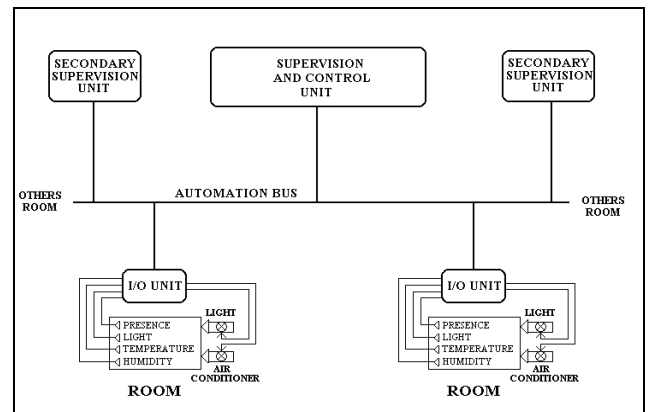 SECONDARY
SUPERVISION
UNIT
SUPERVISION
AND CONTROL
UNIT
SECONDARY
SUPERVISION
UNIT
OTHERS
ROOM
AUTOMATION BUS
OTHERS
ROOM
I/O UNIT
LIGHT
PRESENCE
LIGHT
TEMPERATURE
HUMIDITY
AIR
CONDITIONER
ROOM
I/O UNIT
LIGHT
PRESENCE
LIGHT
TEMPERATURE
HUMIDITY
AIR
CONDITIONER
ROOM